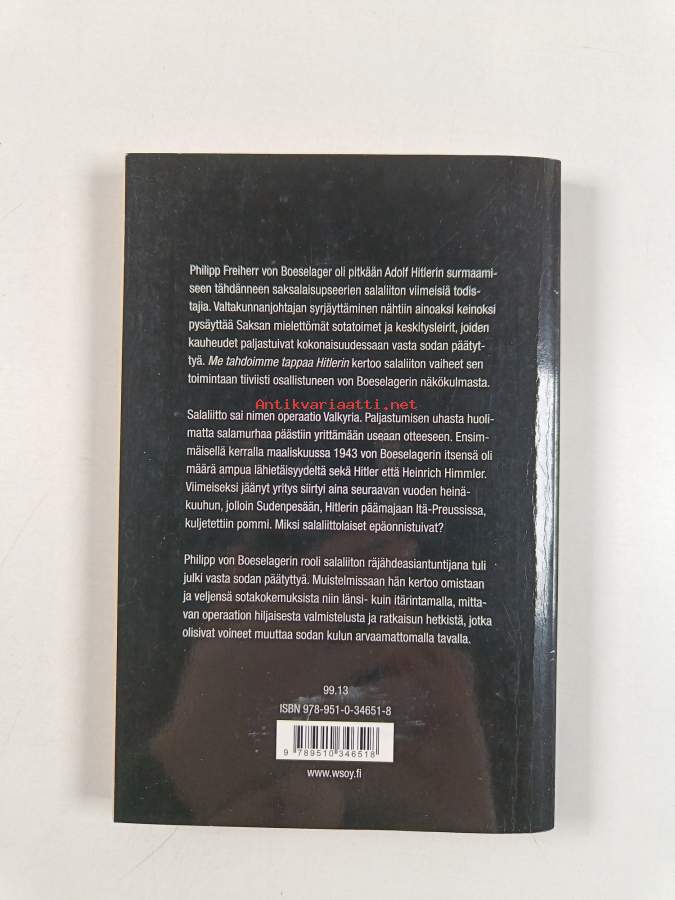 Philipp Freiherr von Boeselager oli pitkään Adolf Hitlerin surmaami-
seen tähdänneen saksalaisupseerien salaliiton viimeisiä todis-
tajia. Valtakunnanjohtajan syrjäyttäminen nähtiin ainoaksi keinoksi
pysäyttää Saksan mielettömät sotatoimet ja keskitysleirit, joiden
kauheudet paljastuivat kokonaisuudessaan vasta sodan päätyt-
tyä. Me tahdoimme tappaa Hitlerin kertoo salaliiton vaiheet sen
toimintaan tiiviisti osallistuneen von Boeselagerin näkökulmasta.
Antikvariaatti.net
Salaliitto sai nimen operaatio Valkyria. Paljastumisen uhasta huoli-
matta salamurhaa päästiin yrittämään useaan otteeseen. Ensim-
mäisellä kerralla maaliskuussa 1943 von Boeselagerin itsensä oli
määrä ampua lähietäisyydeltä sekä Hitler että Heinrich Himmler.
Viimeiseksi jäänyt yritys siirtyi aina seuraavan vuoden heinä-
kuuhun, jolloin Sudenpesään, Hitlerin päämajaan Itä-Preussissa,
kuljetettiin pommi. Miksi salaliittolaiset epäonnistuivat?
Philipp von Boeselagerin rooli salaliiton räjähdeasiantuntijana tuli
julki vasta sodan päätyttyä. Muistelmissaan hän kertoo omistaan
ja veljensä sotakokemuksista niin länsi- kuin itärintamalla, mitta-
van operaation hiljaisesta valmistelusta ja ratkaisun hetkistä, jotka
olisivat voineet muuttaa sodan kulun arvaamattomalla tavalla.
99.13
ISBN 978-951-0-34651-8
9 789510 346518
www.wsoy.fi